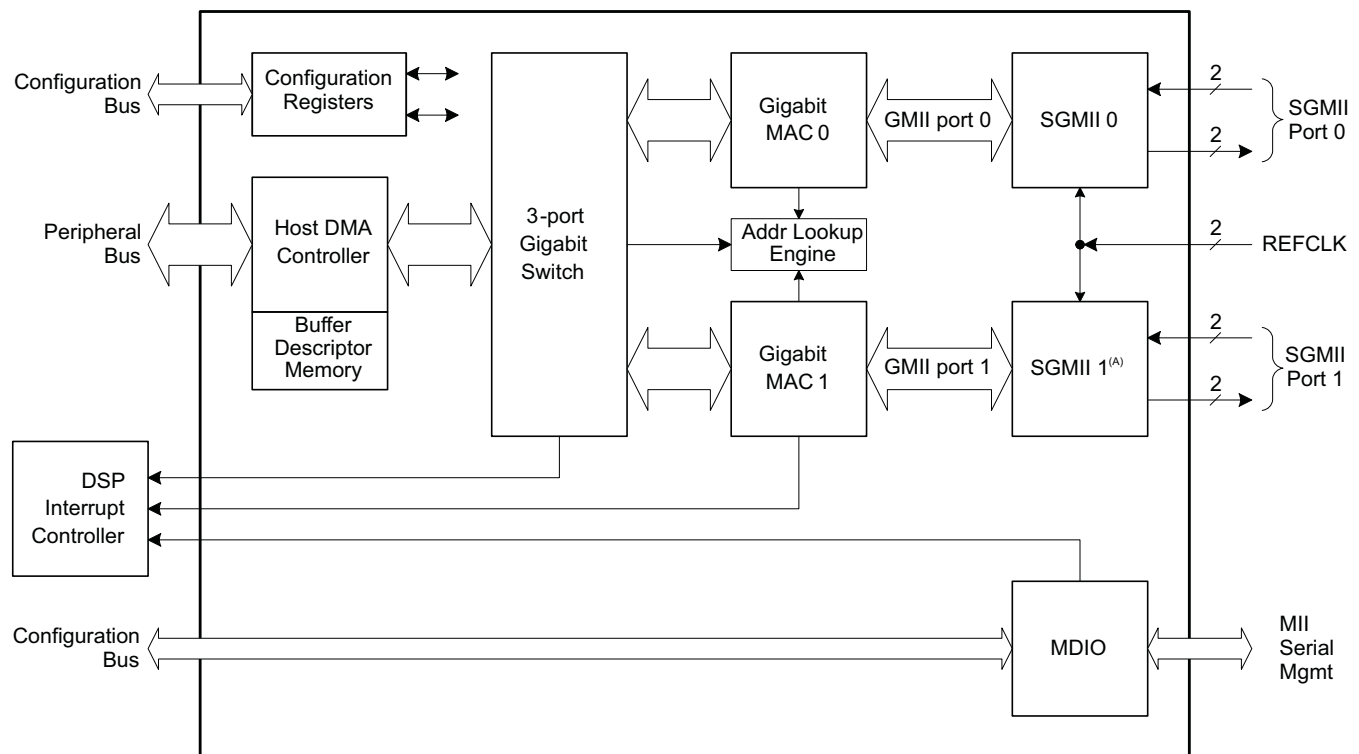 Configuration
Bus
Configuration
Registers
Gigabit
MAC 0
GMII port 0
SGMII 0
2
2
SGMII
Port 0
Peripheral
Bus
Host DMA
Controller
3-port
Gigabit
Switch
Addr Lookup
Engine
2
REFCLK
Buffer
Descriptor
Memory
Gigabit
MAC 1
GMII port 1
SGMII 1(A)
2
2
SGMII
Port 1
DSP
Interrupt
Controller
Configuration
Bus
MDIO
MII
Serial
Mgmt